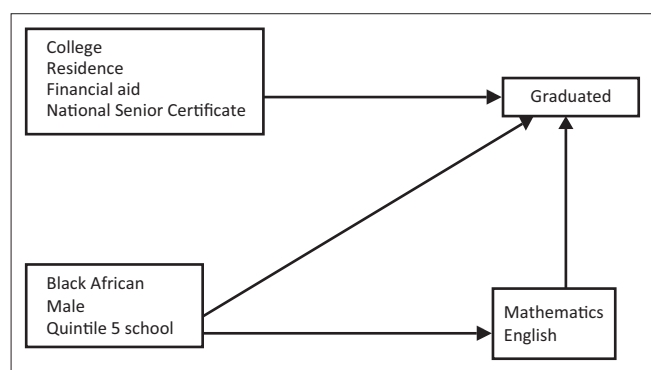 College
Residence
Financial aid
National Senior Certificate
Graduated
Black African
Male
Quintile 5 school
Mathematics
English